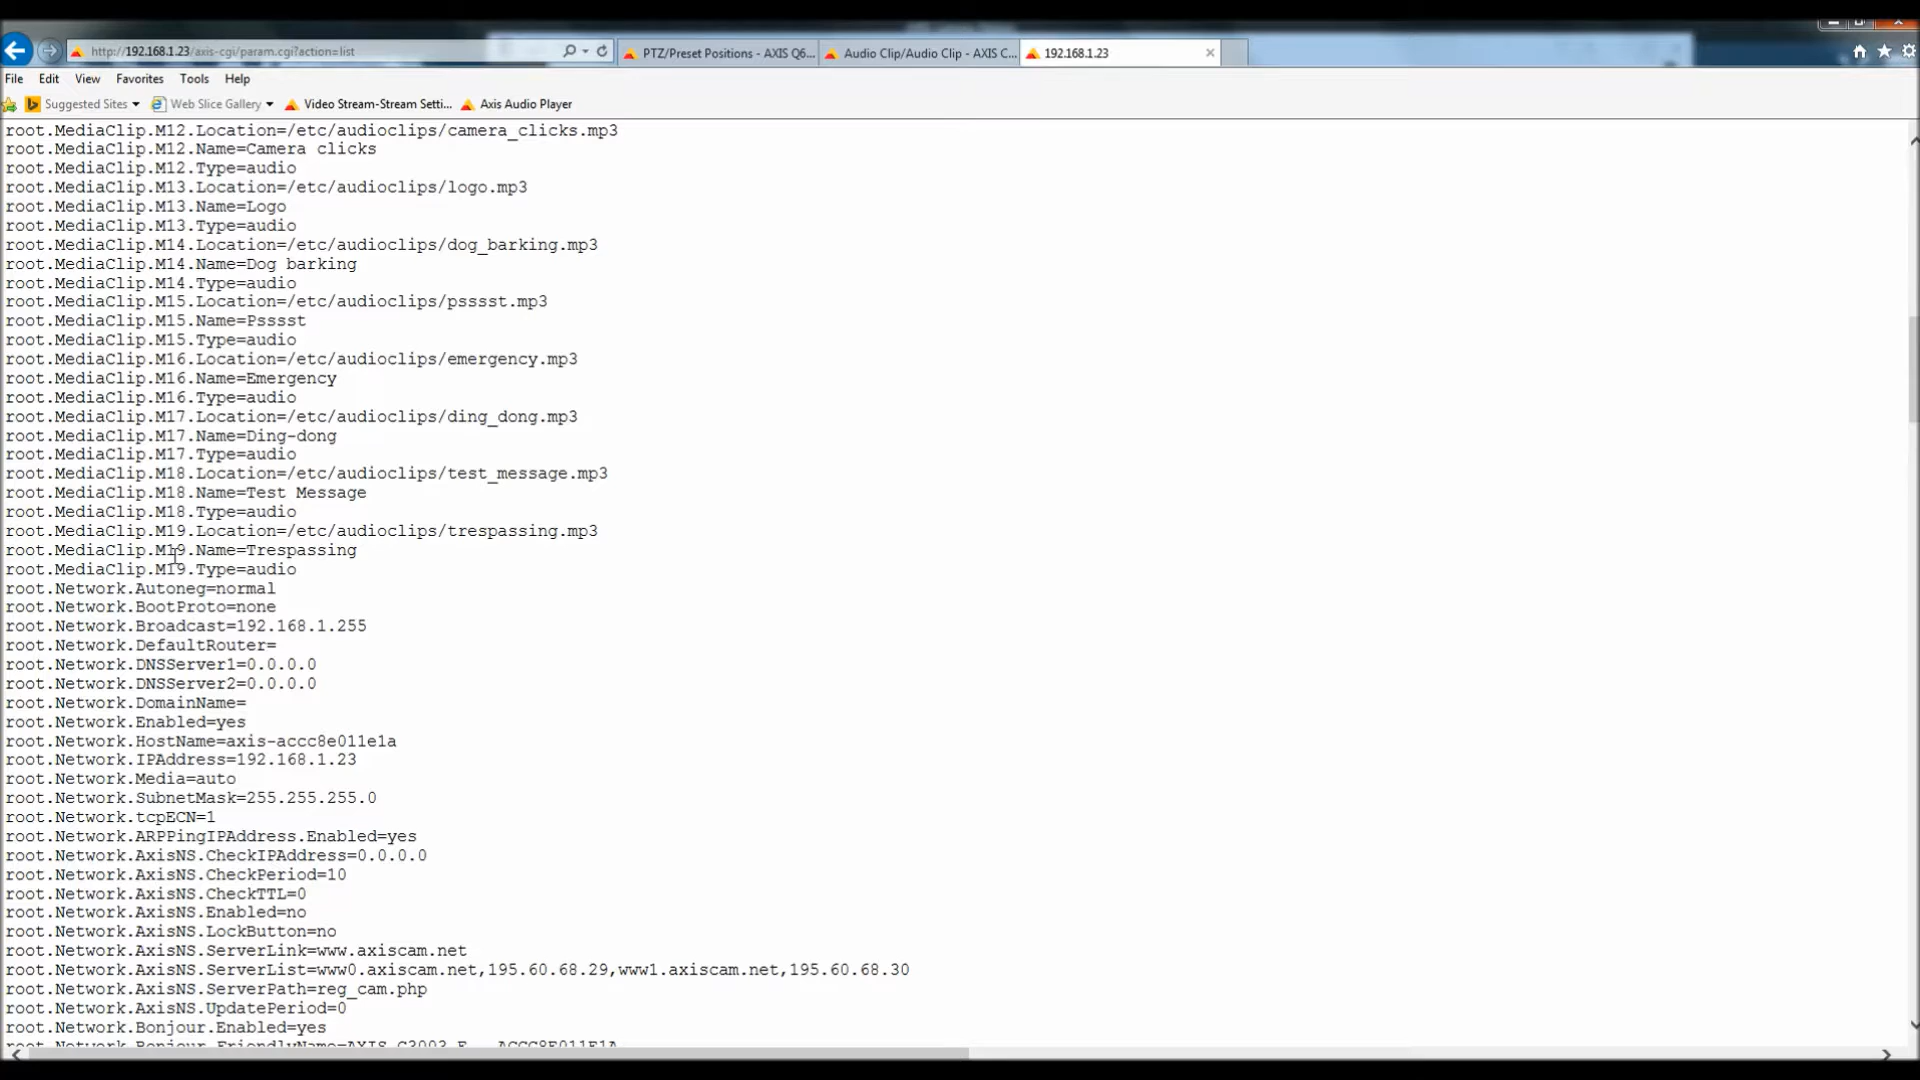 http://192.168.1.23/axis-cgi/param.cgi?action=list
PTZ/Preset Positions - AXIS Q6...
Audio Clip/Audio Clip - AXIS C...
192.168.1.23
File Edit View Favorites Tools Help
Suggested Sites Web Slice Gallery Video Stream-Stream Setti... Axis Audio Player
root.MediaClip.M12.Location=/etc/audioclips/camera_clicks.mp3
root.MediaClip.M12.Name=Camera clicks
root.MediaClip.M12.Type=audio
root.MediaClip.M13.Location=/etc/audioclips/logo.mp3
root.MediaClip.M13.Name=Logo
root.MediaClip.M13.Type=audio
root.MediaClip.M14.Location=/etc/audioclips/dog_barking.mp3
root.MediaClip.M14.Name=Dog barking
root.MediaClip.M14.Type=audio
root.MediaClip.M15.Location=/etc/audioclips/psssst.mp3
root.MediaClip.M15.Name=Psssst
root.MediaClip.M15.Type=audio
root.MediaClip.M16.Location=/etc/audioclips/emergency.mp3
root.MediaClip.M16.Name=Emergency
root.MediaClip.M16.Type=audio
root.MediaClip.M17.Location=/etc/audioclips/ding_dong.mp3
root.MediaClip.M17.Name=Ding-dong
root.MediaClip.M17.Type=audio
root.MediaClip.M18.Location=/etc/audioclips/test_message.mp3
root.MediaClip.M18.Name=Test Message
root.MediaClip.M18.Type=audio
root.MediaClip.M19.Location=/etc/audioclips/trespassing.mp3
root.MediaClip.M19.Name=Trespassing
root.MediaClip.M19.Type=audio
root.Network.Autoneg=normal
root.Network.BootProto=none
root.Network.Broadcast=192.168.1.255
root.Network.DefaultRouter=
root.Network.DNSServer1=0.0.0.0
root.Network.DNSServer2=0.0.0.0
root.Network.DomainName=
root.Network.Enabled=yes
root.Network.HostName=axis-accc8e011e1a
root.Network.IPAddress=192.168.1.23
root.Network.Media=auto
root.Network.SubnetMask=255.255.255.0
root.Network.tcpECN=1
root.Network.ARPPingIPAddress.Enabled=yes
root.Network.AxisNS.CheckIPAddress=0.0.0.0
root.Network.AxisNS.CheckPeriod=10
root.Network.AxisNS.CheckTTL=0
root.Network.AxisNS.Enabled=no
root.Network.AxisNS.LockButton=no
root.Network.AxisNS.ServerLink=www.axiscam.net
root.Network.AxisNS.ServerList=www0.axiscam.net,195.60.68.29,www1.axiscam.net,195.60.68.30
root.Network.AxisNS.ServerPath=reg_cam.php
root.Network.AxisNS.UpdatePeriod=0
root.Network.Bonjour.Enabled=yes
root.Network.Bonjour.FriendlyName=AXIS C3003-E - ACCC8E011E1A